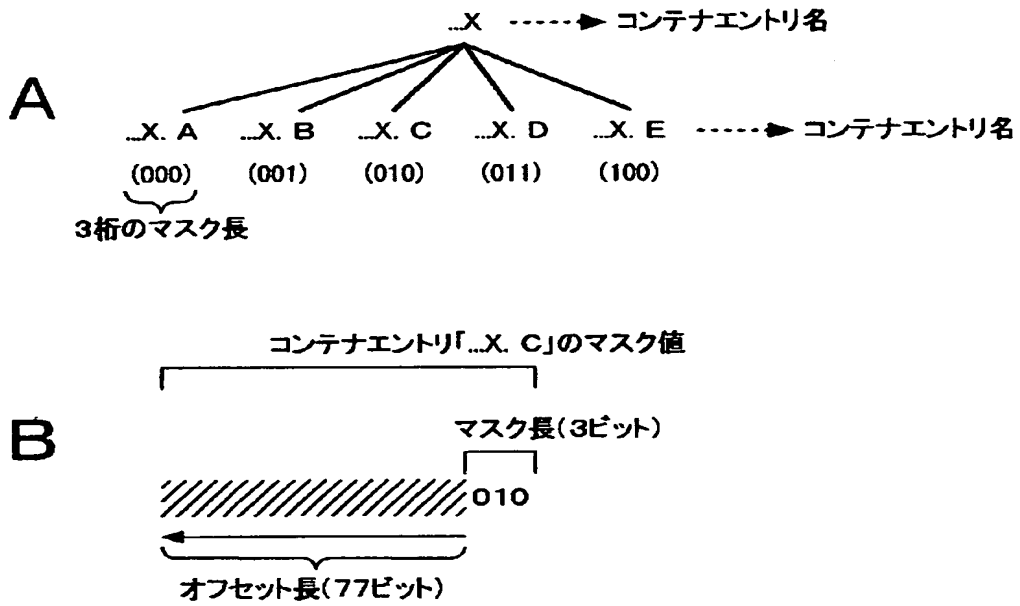 …X コンテナエントリ名
A
…X. A …X. B …X. C …X. D …X. E コンテナエントリ名
(000) (001) (010) (011) (100)
3桁のマスク長
コンテナエントリ「…X. C」のマスク値
B
マスク長(3ビット)
010
オフセット長(77ビット)